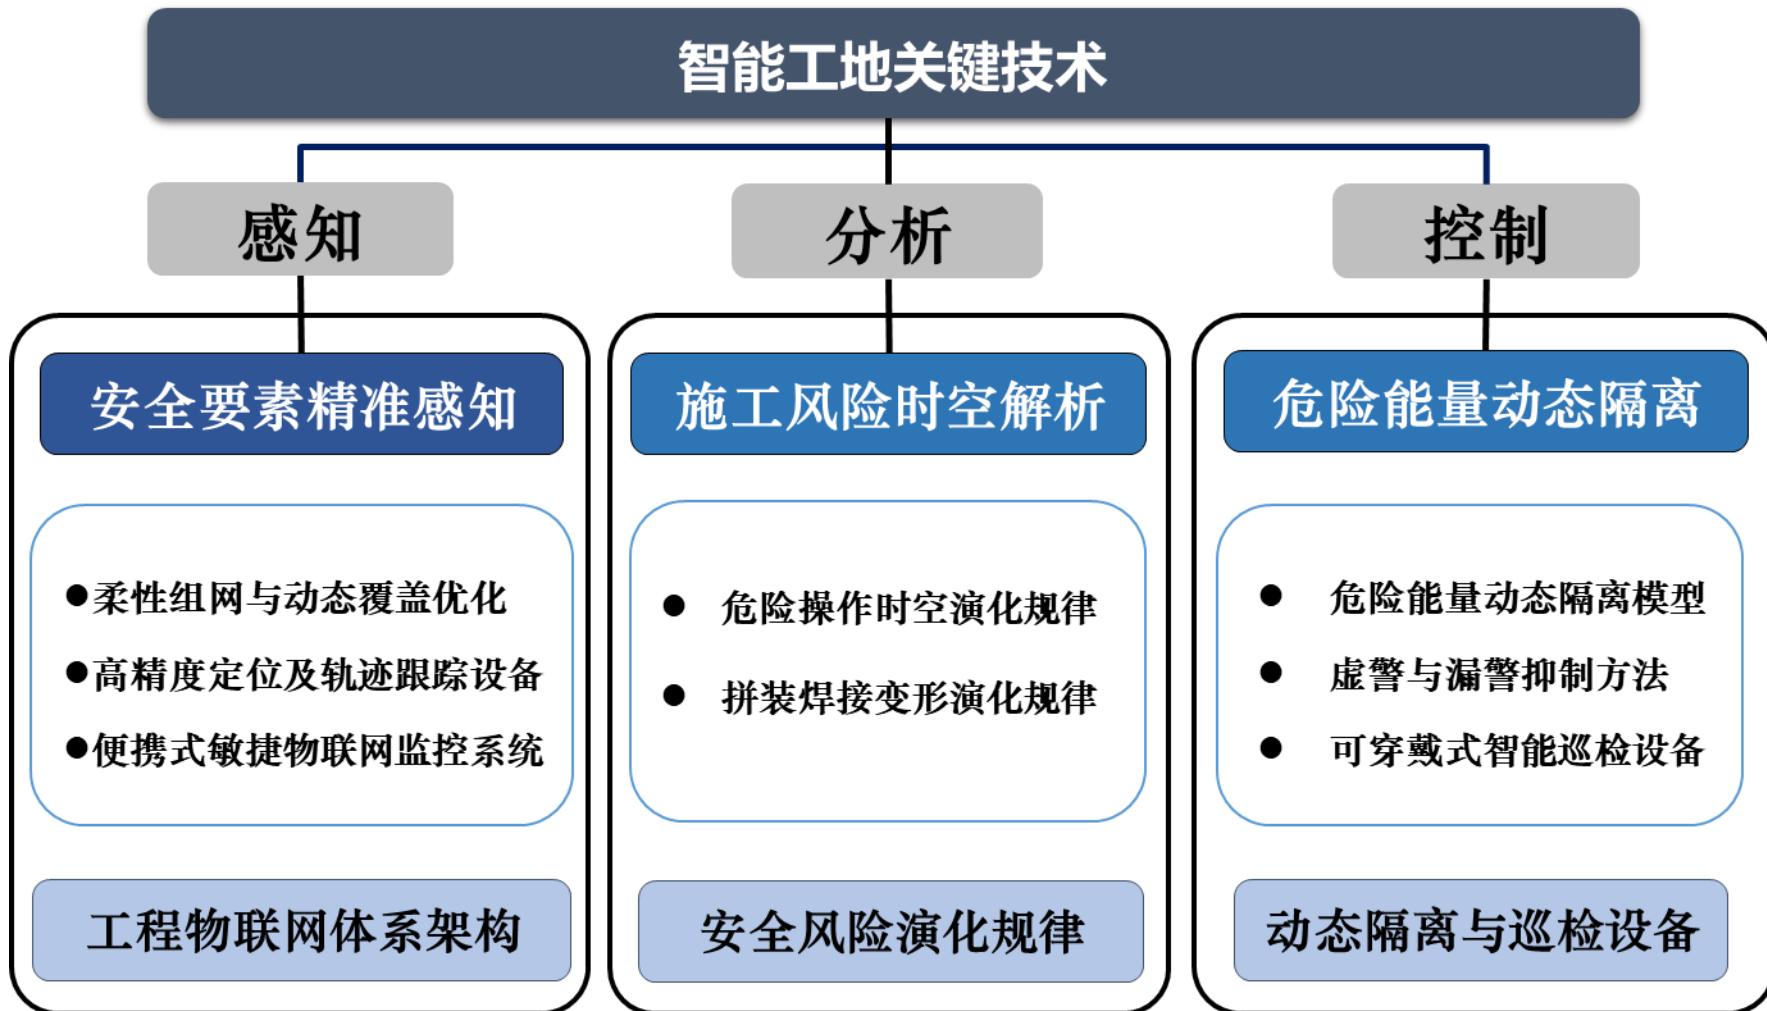 智能工地关键技术
感知
分析
控制
安全要素精准感知
●柔性组网与动态覆盖优化
●高精度定位及轨迹跟踪设备
●便携式敏捷物联网监控系统
工程物联网体系架构
施工风险时空解析
● 危险操作时空演化规律
● 拼装焊接变形演化规律
安全风险演化规律
危险能量动态隔离
● 危险能量动态隔离模型
● 虚警与漏警抑制方法
● 可穿戴式智能巡检设备
动态隔离与巡检设备